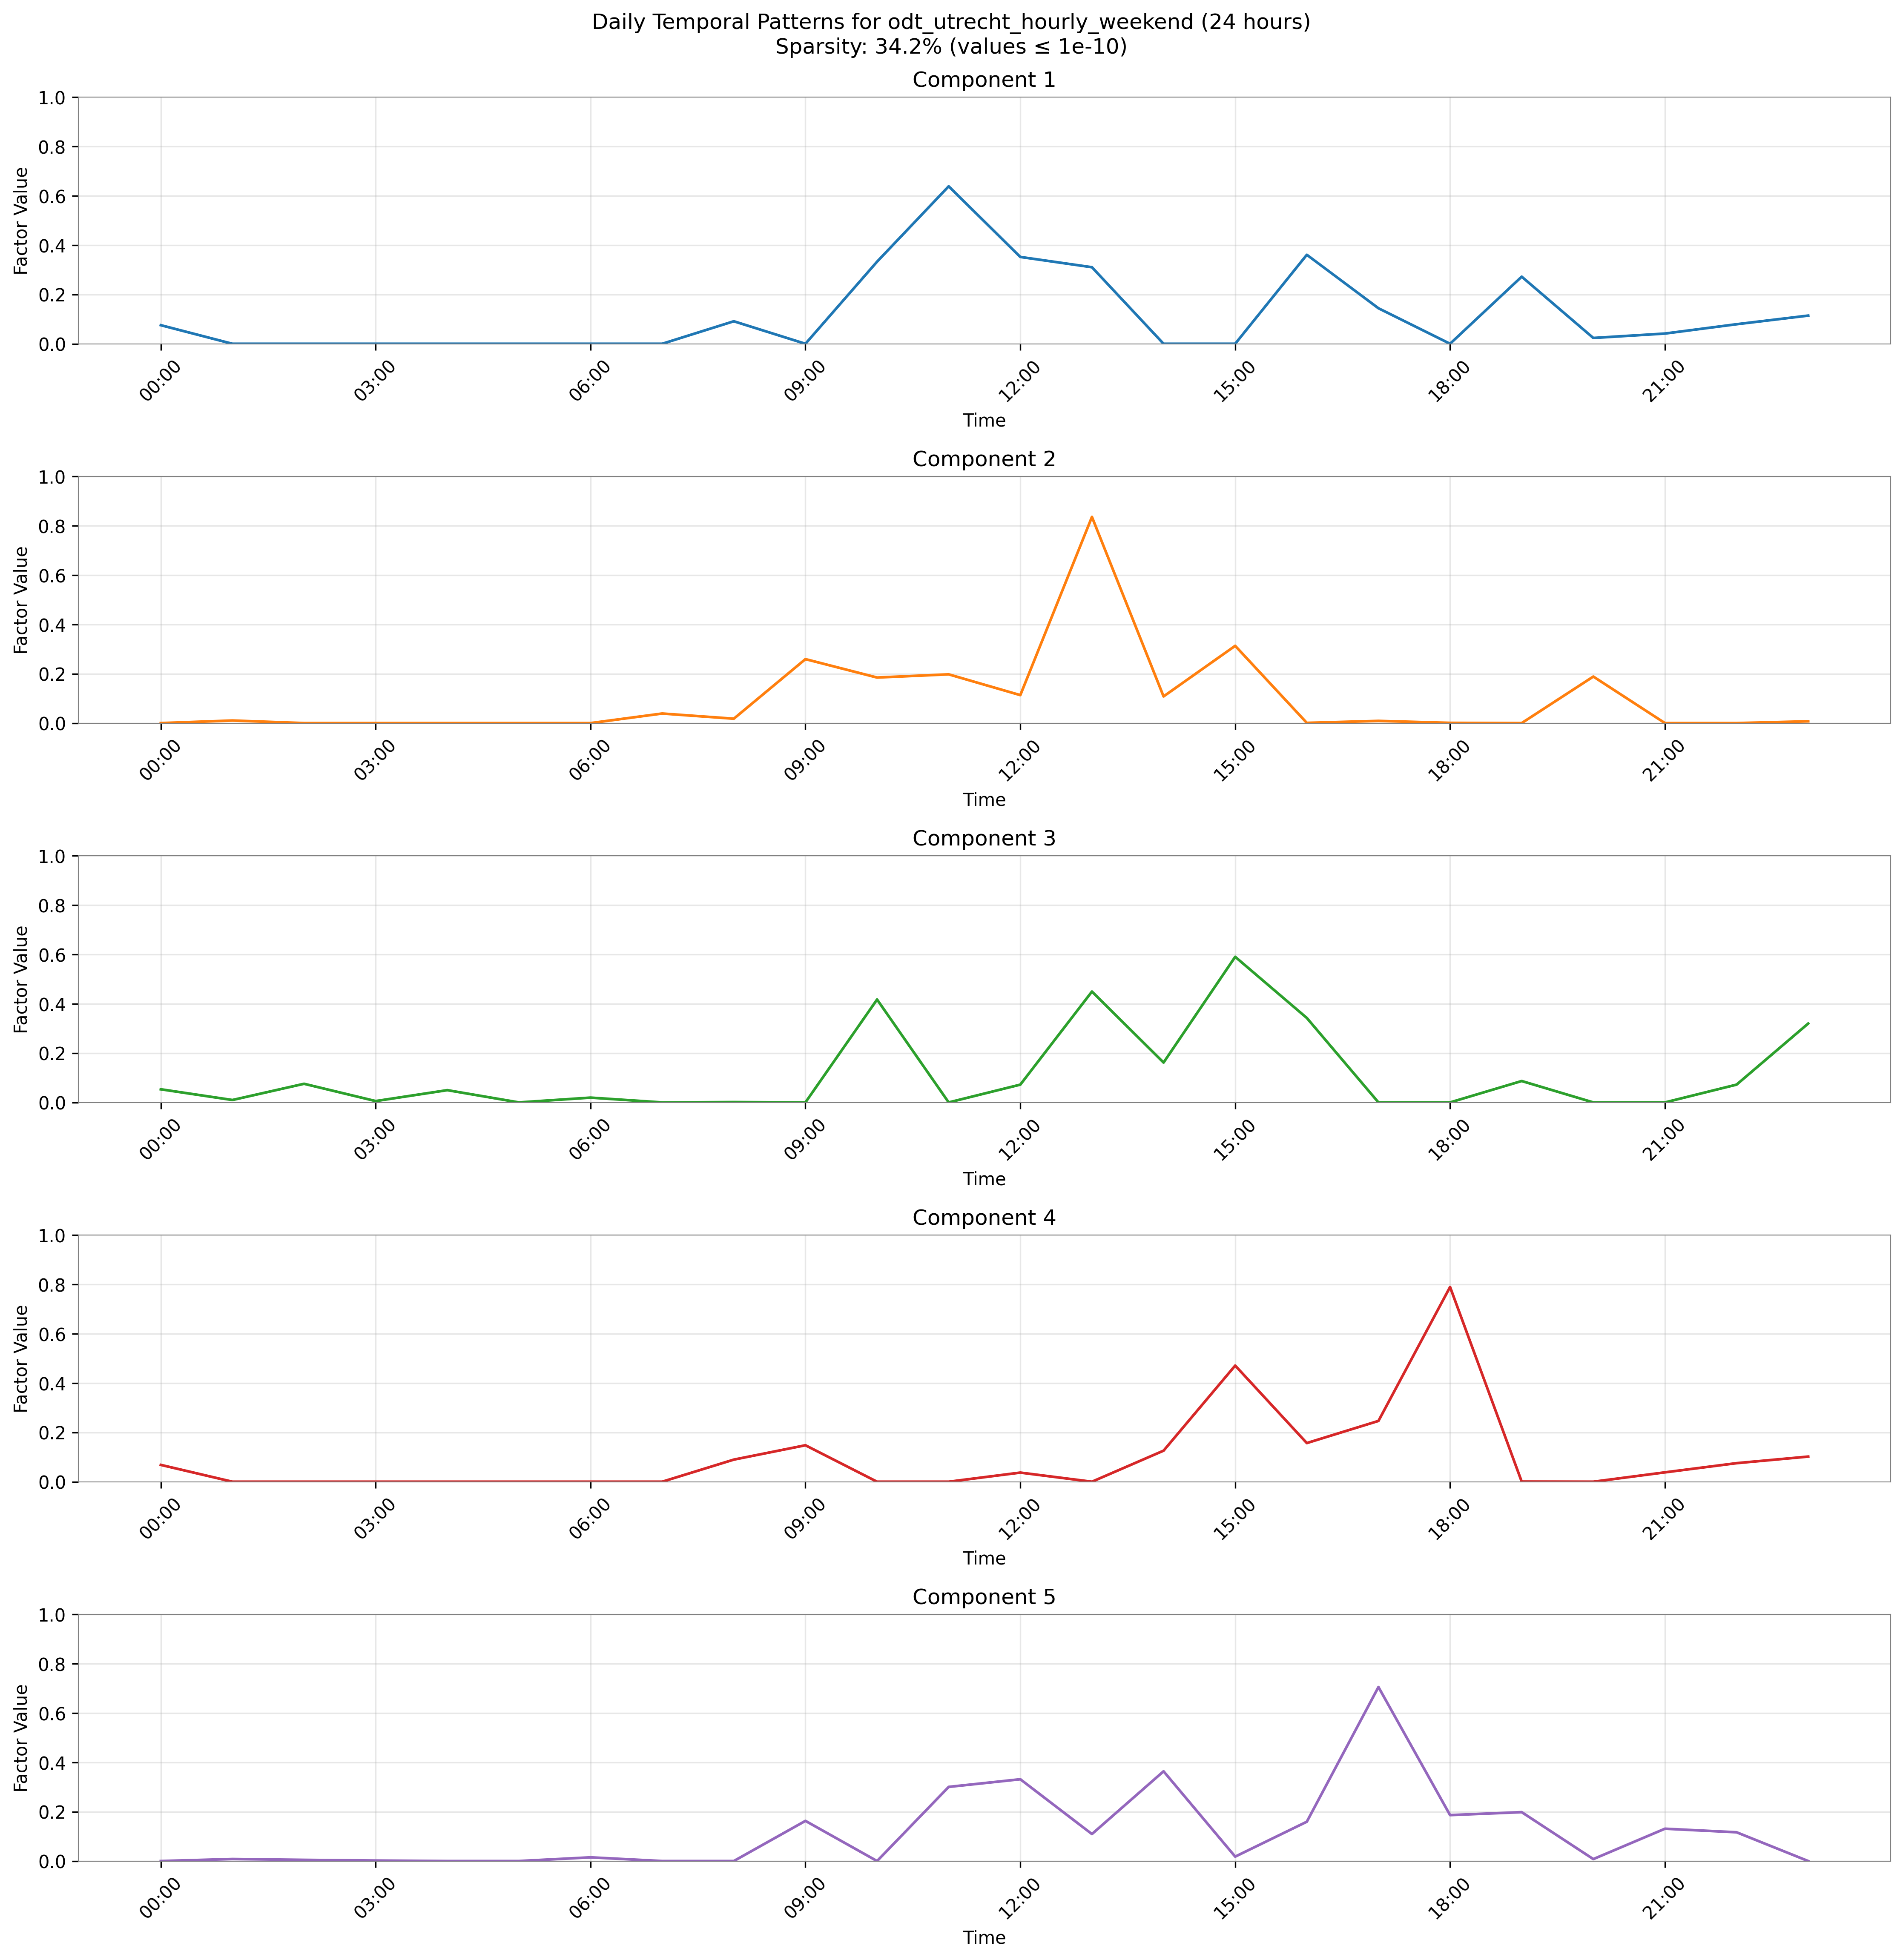 Daily Temporal Patterns for odt_utrecht_hourly_weekend (24 hours)
Sparsity: 34.2% (values ≤ 1e-10)
Component 1
Factor Value
1.0
0.8
0.6
0.4
0.2
0.0
00:00 03:00 06:00 09:00 12:00 15:00 18:00 21:00
Time
Component 2
Factor Value
1.0
0.8
0.6
0.4
0.2
0.0
00:00 03:00 06:00 09:00 12:00 15:00 18:00 21:00
Time
Component 3
Factor Value
1.0
0.8
0.6
0.4
0.2
0.0
00:00 03:00 06:00 09:00 12:00 15:00 18:00 21:00
Time
Component 4
Factor Value
1.0
0.8
0.6
0.4
0.2
0.0
00:00 03:00 06:00 09:00 12:00 15:00 18:00 21:00
Time
Component 5
Factor Value
1.0
0.8
0.6
0.4
0.2
0.0
00:00 03:00 06:00 09:00 12:00 15:00 18:00 21:00
Time